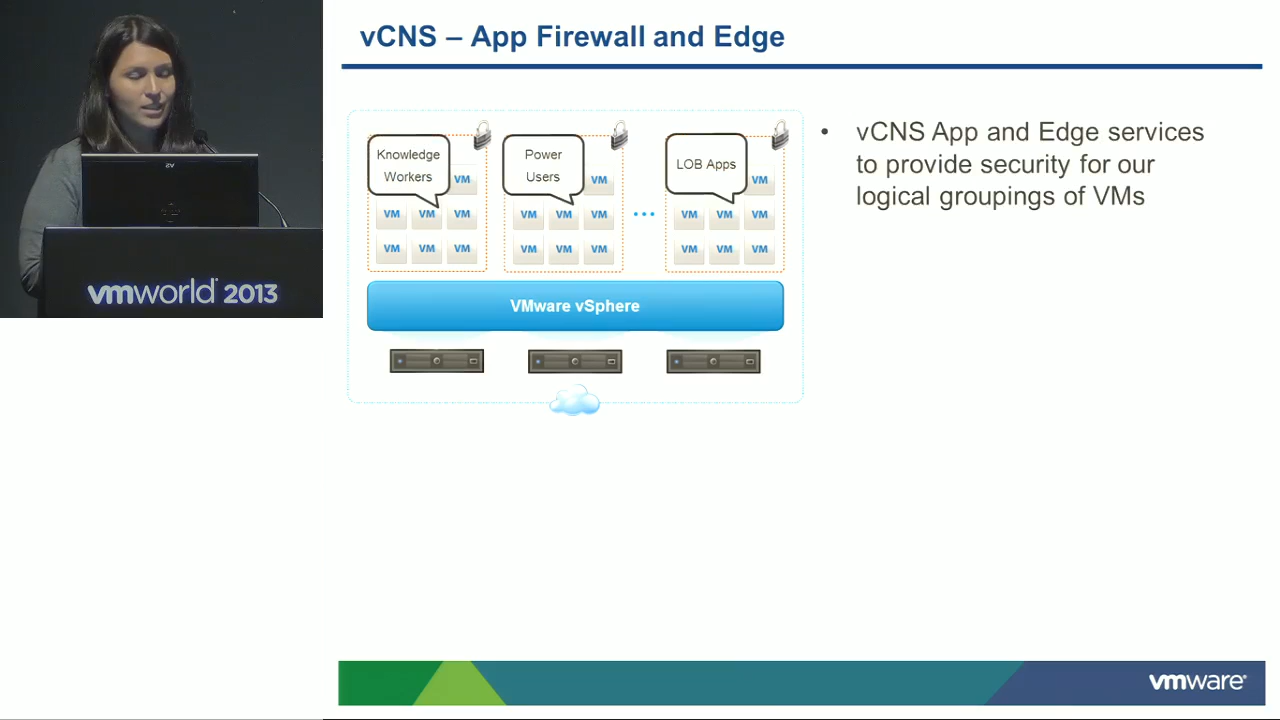 vCNS – App Firewall and Edge
Knowledge
Workers
VM
VM VM VM
VM VM VM
Power
Users
VM
VM VM VM
VM VM VM
LOB Apps
VM
VM VM VM
VM VM VM
VMware vSphere
• vCNS App and Edge services
to provide security for our
logical groupings of VMs
vmworld 2013
vmware